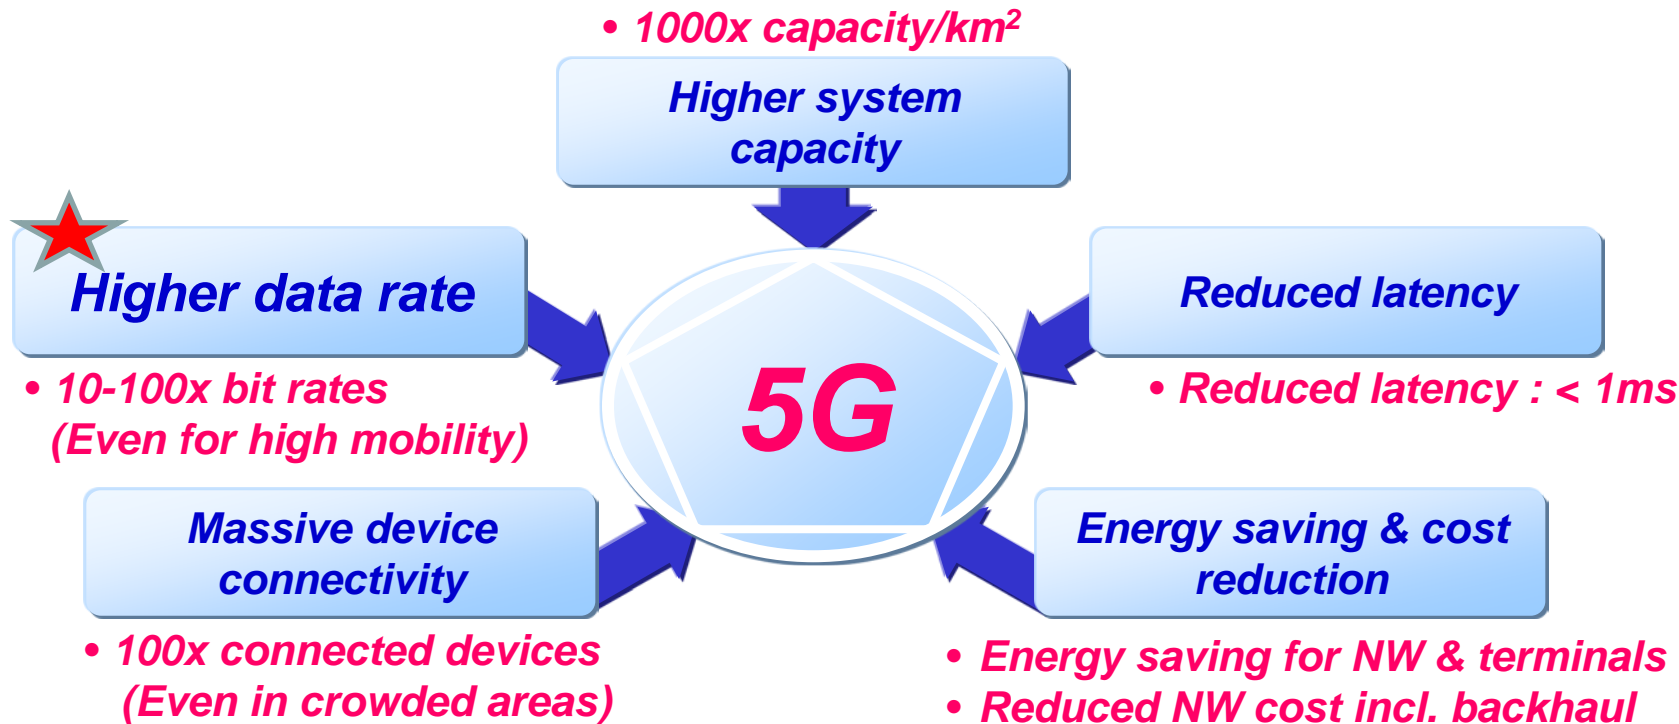 • 1000x capacity/km²
Higher system
capacity
Higher data rate
• 10-100x bit rates
(Even for high mobility)
5G
Reduced latency
• Reduced latency : < 1ms
Massive device
connectivity
• 100x connected devices
(Even in crowded areas)
Energy saving & cost
reduction
• Energy saving for NW & terminals
• Reduced NW cost incl. backhaul